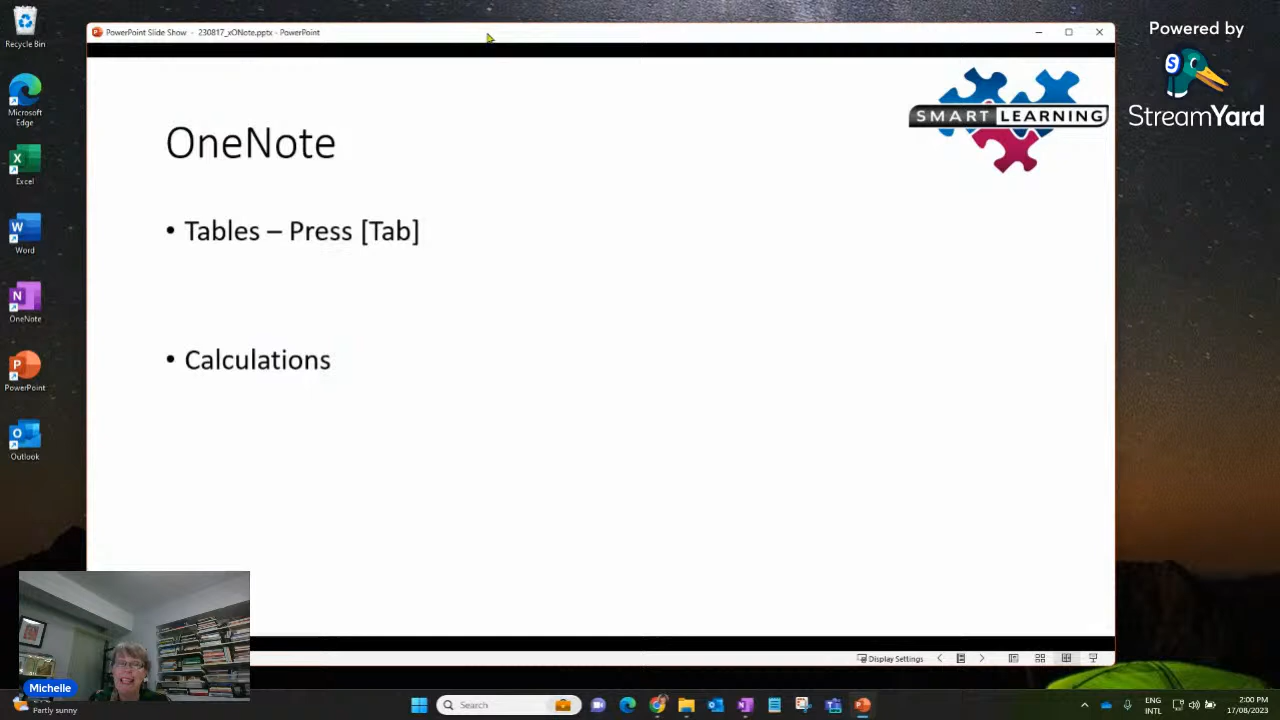 Recycle Bin
Microsoft
Edge
Excel
Word
OneNote
PowerPoint
Outlook
PowerPoint Slide Show - 230817_xONote.pptx - PowerPoint
SMART LEARNING
OneNote
• Tables – Press [Tab]
• Calculations
Display Settings
Powered by
StreamYard
Michelle
Partly sunny
Search
ENG
INTL
2:00 PM
17/08/2023